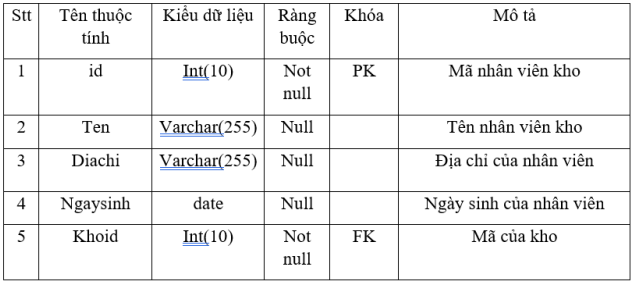 Stt Tên thuộc tính Kiểu dữ liệu Ràng buộc Khóa Mô tả
1 id Int(10) Not null PK Mã nhân viên kho
2 Ten Varchar(255) Null Tên nhân viên kho
3 Diachi Varchar(255) Null Địa chỉ của nhân viên
4 Ngaysinh date Null Ngày sinh của nhân viên
5 Khoid Int(10) Not null FK Mã của kho